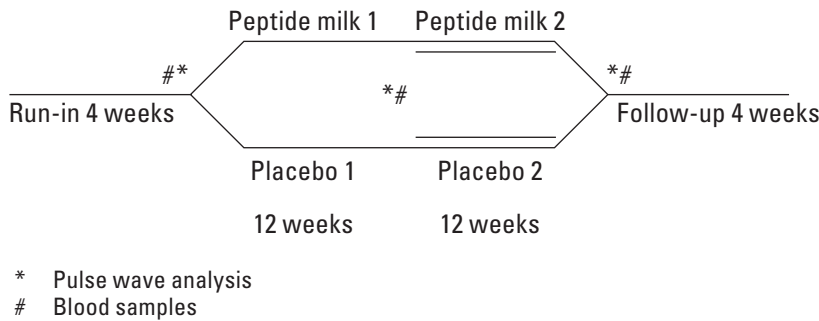 Peptide milk 1 Peptide milk 2
#* *#
*#
Run-in 4 weeks Follow-up 4 weeks
Placebo 1 Placebo 2
12 weeks 12 weeks
* Pulse wave analysis
# Blood samples